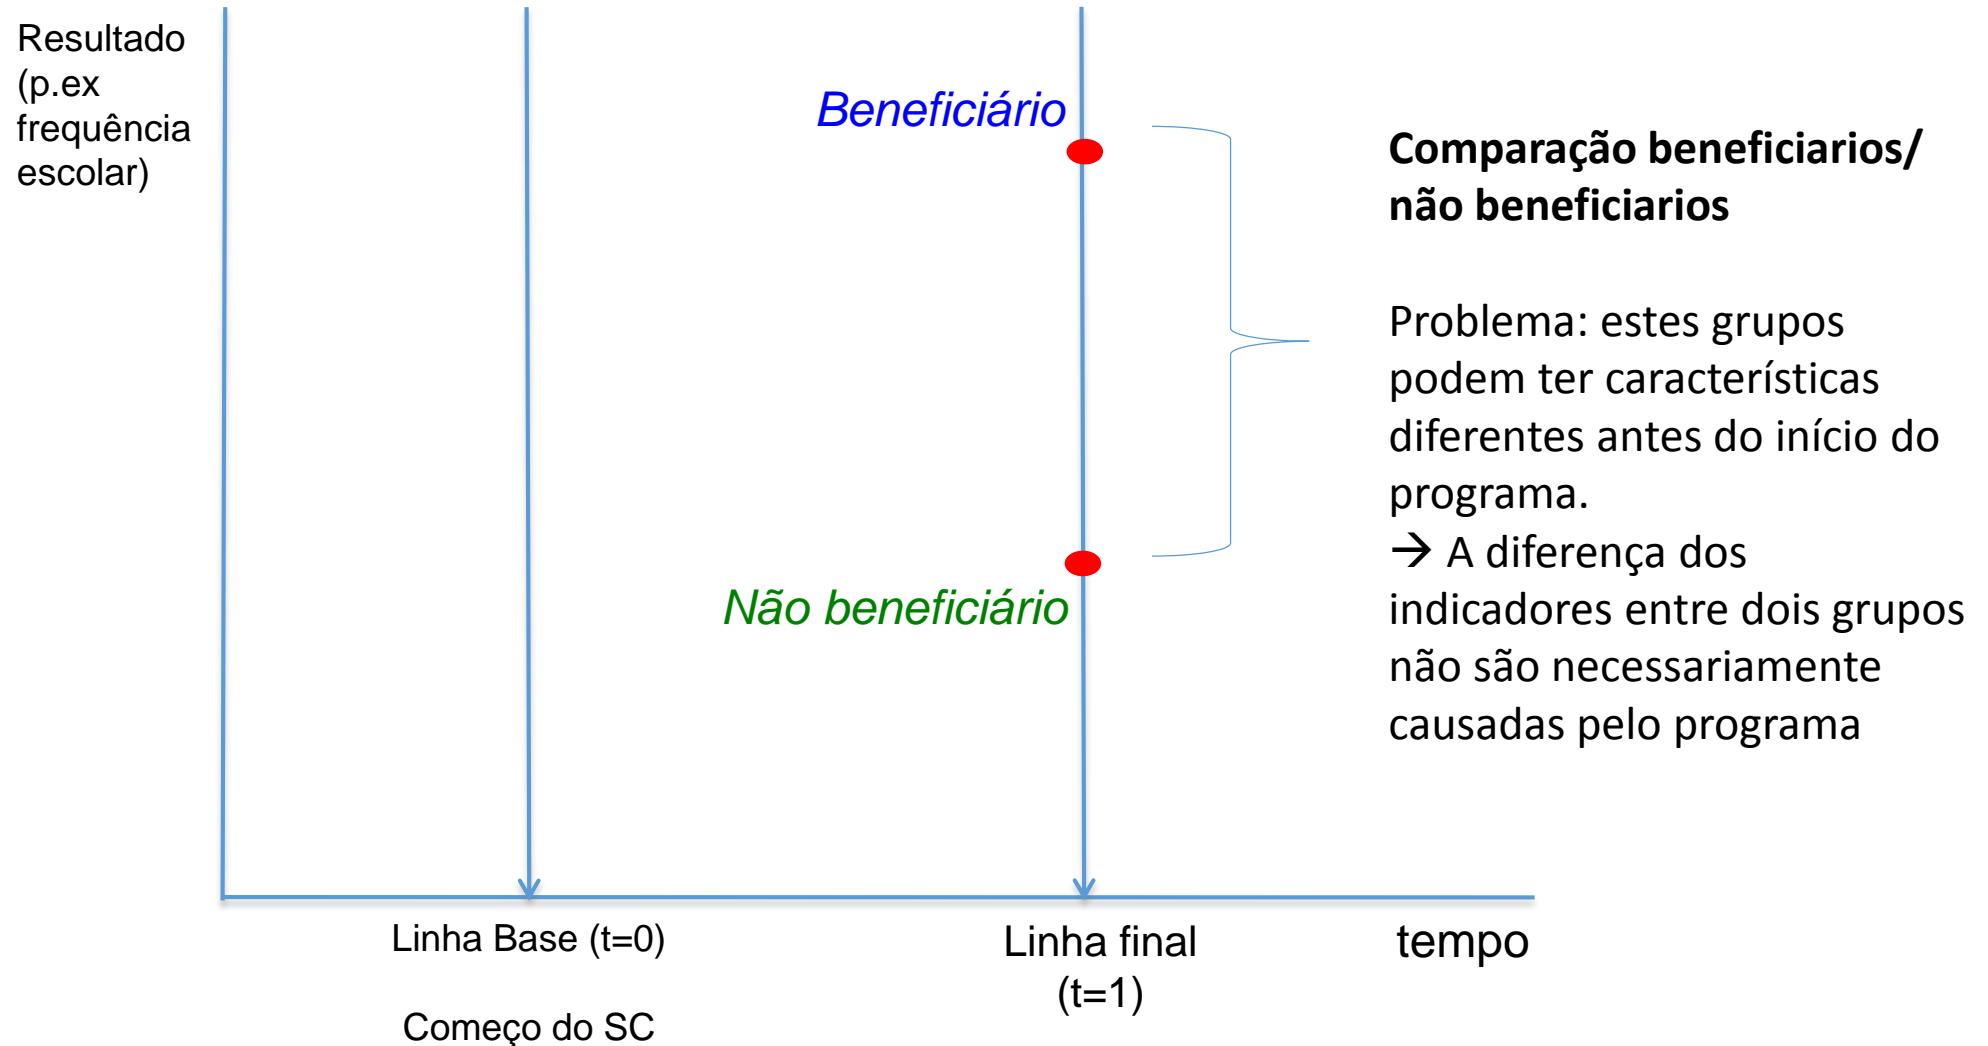 Resultado
(p.ex
frequência
escolar)
Beneficiário
Não beneficiário
Comparação beneficiarios/
não beneficiarios
Problema: estes grupos
podem ter características
diferentes antes do início do
programa.
→ A diferença dos
indicadores entre dois grupos
não são necessariamente
causadas pelo programa
Linha Base (t=0)
Começo do SC
Linha final
(t=1)
tempo